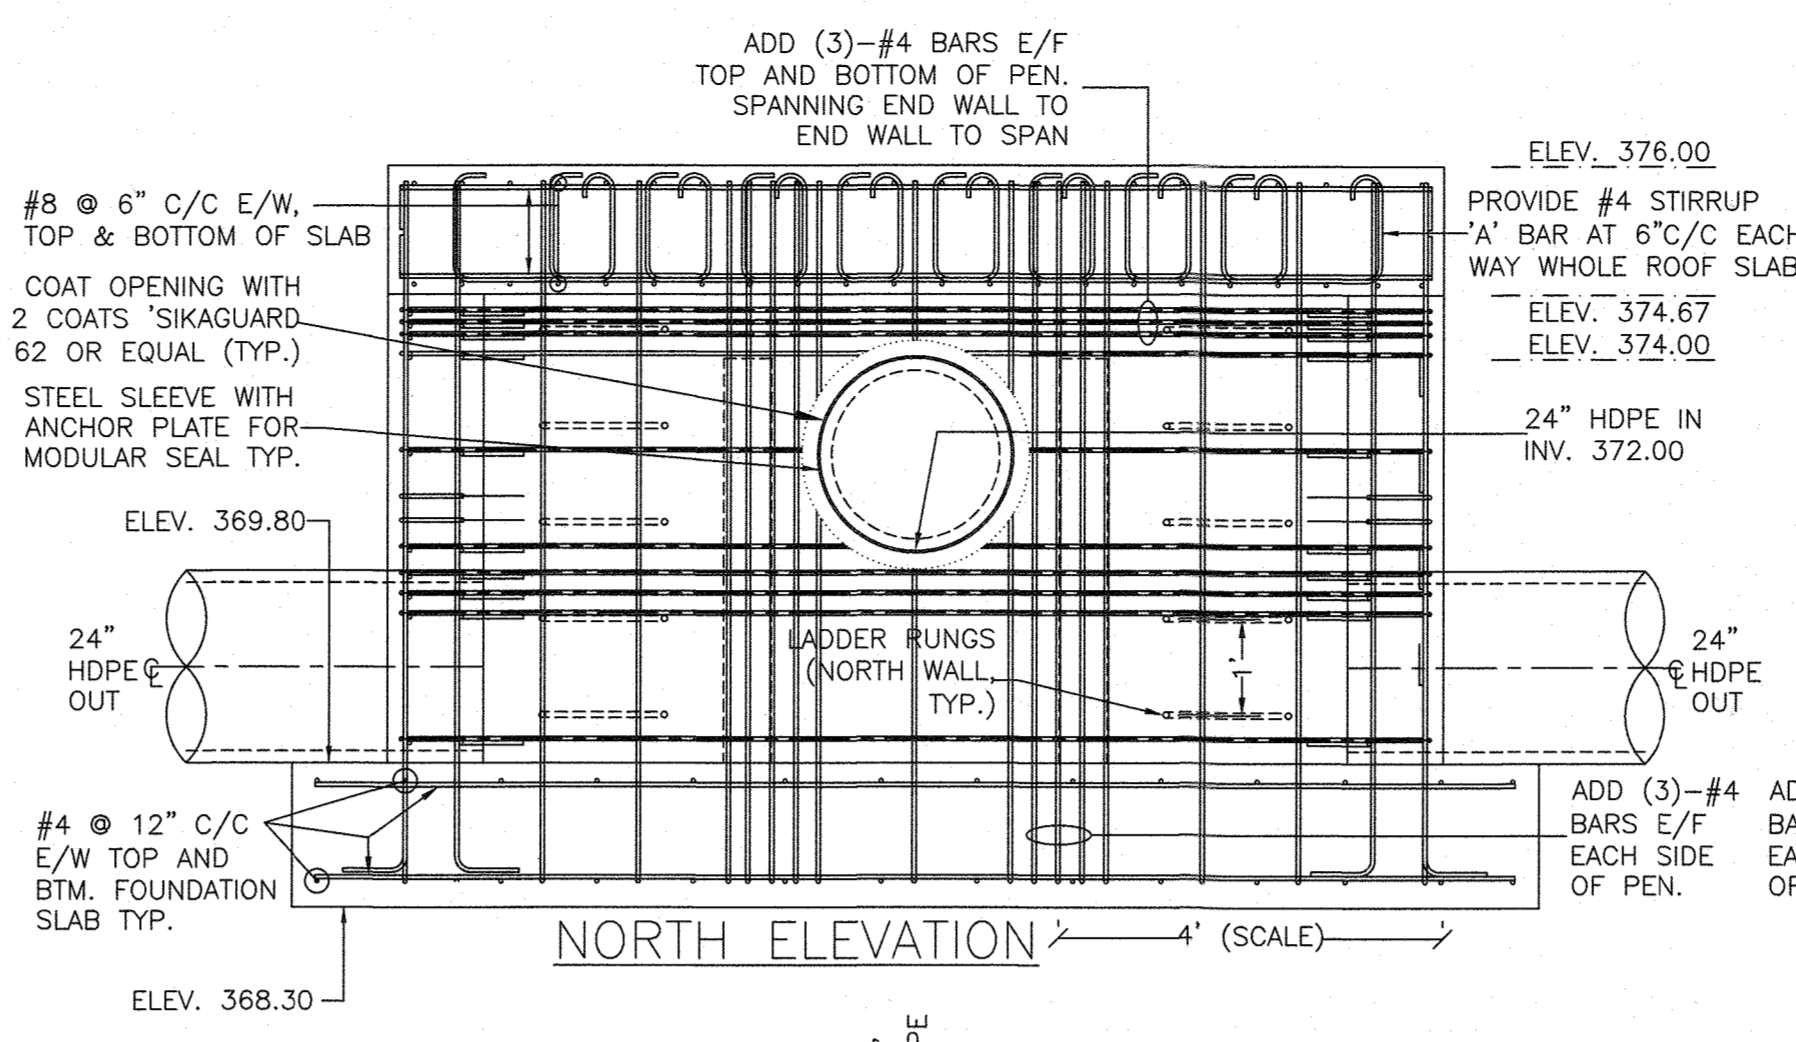 ADD (3)-#4 BARS E/F
TOP AND BOTTOM OF PEN.
SPANNING END WALL TO
END WALL TO SPAN
ELEV. 376.00
#8 @ 6" C/C E/W,
TOP & BOTTOM OF SLAB
PROVIDE #4 STIRRUP
'A' BAR AT 6"C/C EACH
WAY WHOLE ROOF SLAB
COAT OPENING WITH
2 COATS 'SIKAGUARD
62 OR EQUAL (TYP.)
ELEV. 374.67
ELEV. 374.00
STEEL SLEEVE WITH
ANCHOR PLATE FOR
MODULAR SEAL TYP.
24" HDPE IN
INV. 372.00
ELEV. 369.80
24"
HDPE
OUT
LADDER RUNGS
(NORTH WALL,
TYP.)
1'
24"
HDPE
OUT
#4 @ 12" C/C
E/W TOP AND
BTM. FOUNDATION
SLAB TYP.
ADD (3)-#4
BARS E/F
EACH SIDE
OF PEN.
NORTH ELEVATION
4' (SCALE)
ELEV. 368.30